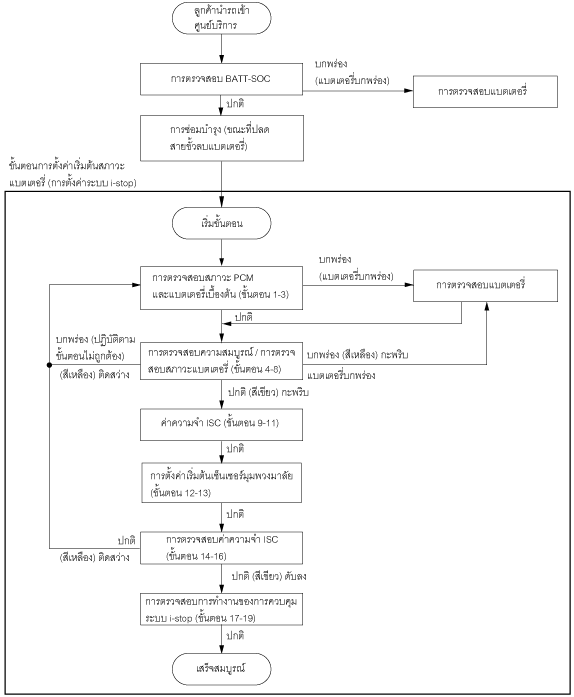 ลูกค้านำรถเข้า
ศูนย์บริการ
การตรวจสอบ BATT-SOC
บกพร่อง
(แบตเตอรี่บกพร่อง)
การตรวจสอบแบตเตอรี่
ปกติ
การซ่อมบำรุง (ขณะที่ปลด
สายขั้วลบแบตเตอรี่)
ขั้นตอนการตั้งค่าเริ่มต้นสภาวะ
แบตเตอรี่ (การตั้งค่าระบบ i-stop)
เริ่มขั้นตอน
การตรวจสอบสภาวะ PCM
และแบตเตอรี่เบื้องต้น (ขั้นตอน 1-3)
บกพร่อง
(แบตเตอรี่บกพร่อง)
การตรวจสอบแบตเตอรี่
ปกติ
บกพร่อง (ปฏิบัติตาม
ขั้นตอนไม่ถูกต้อง)
(สีเหลือง) ติดสว่าง
การตรวจสอบความสมบูรณ์ / การตรวจ
สอบสภาวะแบตเตอรี่ (ขั้นตอน 4-8)
บกพร่อง (สีเหลือง) กะพริบ
แบตเตอรี่บกพร่อง
ปกติ (สีเขียว) กะพริบ
ค่าความจำ ISC (ขั้นตอน 9-11)
ปกติ
การตั้งค่าเริ่มต้นเซ็นเซอร์มุมพวงมาลัย
(ขั้นตอน 12-13)
ปกติ
ปกติ
(สีเหลือง) ติดสว่าง
การตรวจสอบค่าความจำ ISC
(ขั้นตอน 14-16)
ปกติ (สีเขียว) ดับลง
การตรวจสอบการทำงานของการควบคุม
ระบบ i-stop (ขั้นตอน 17-19)
ปกติ
เสร็จสมบูรณ์